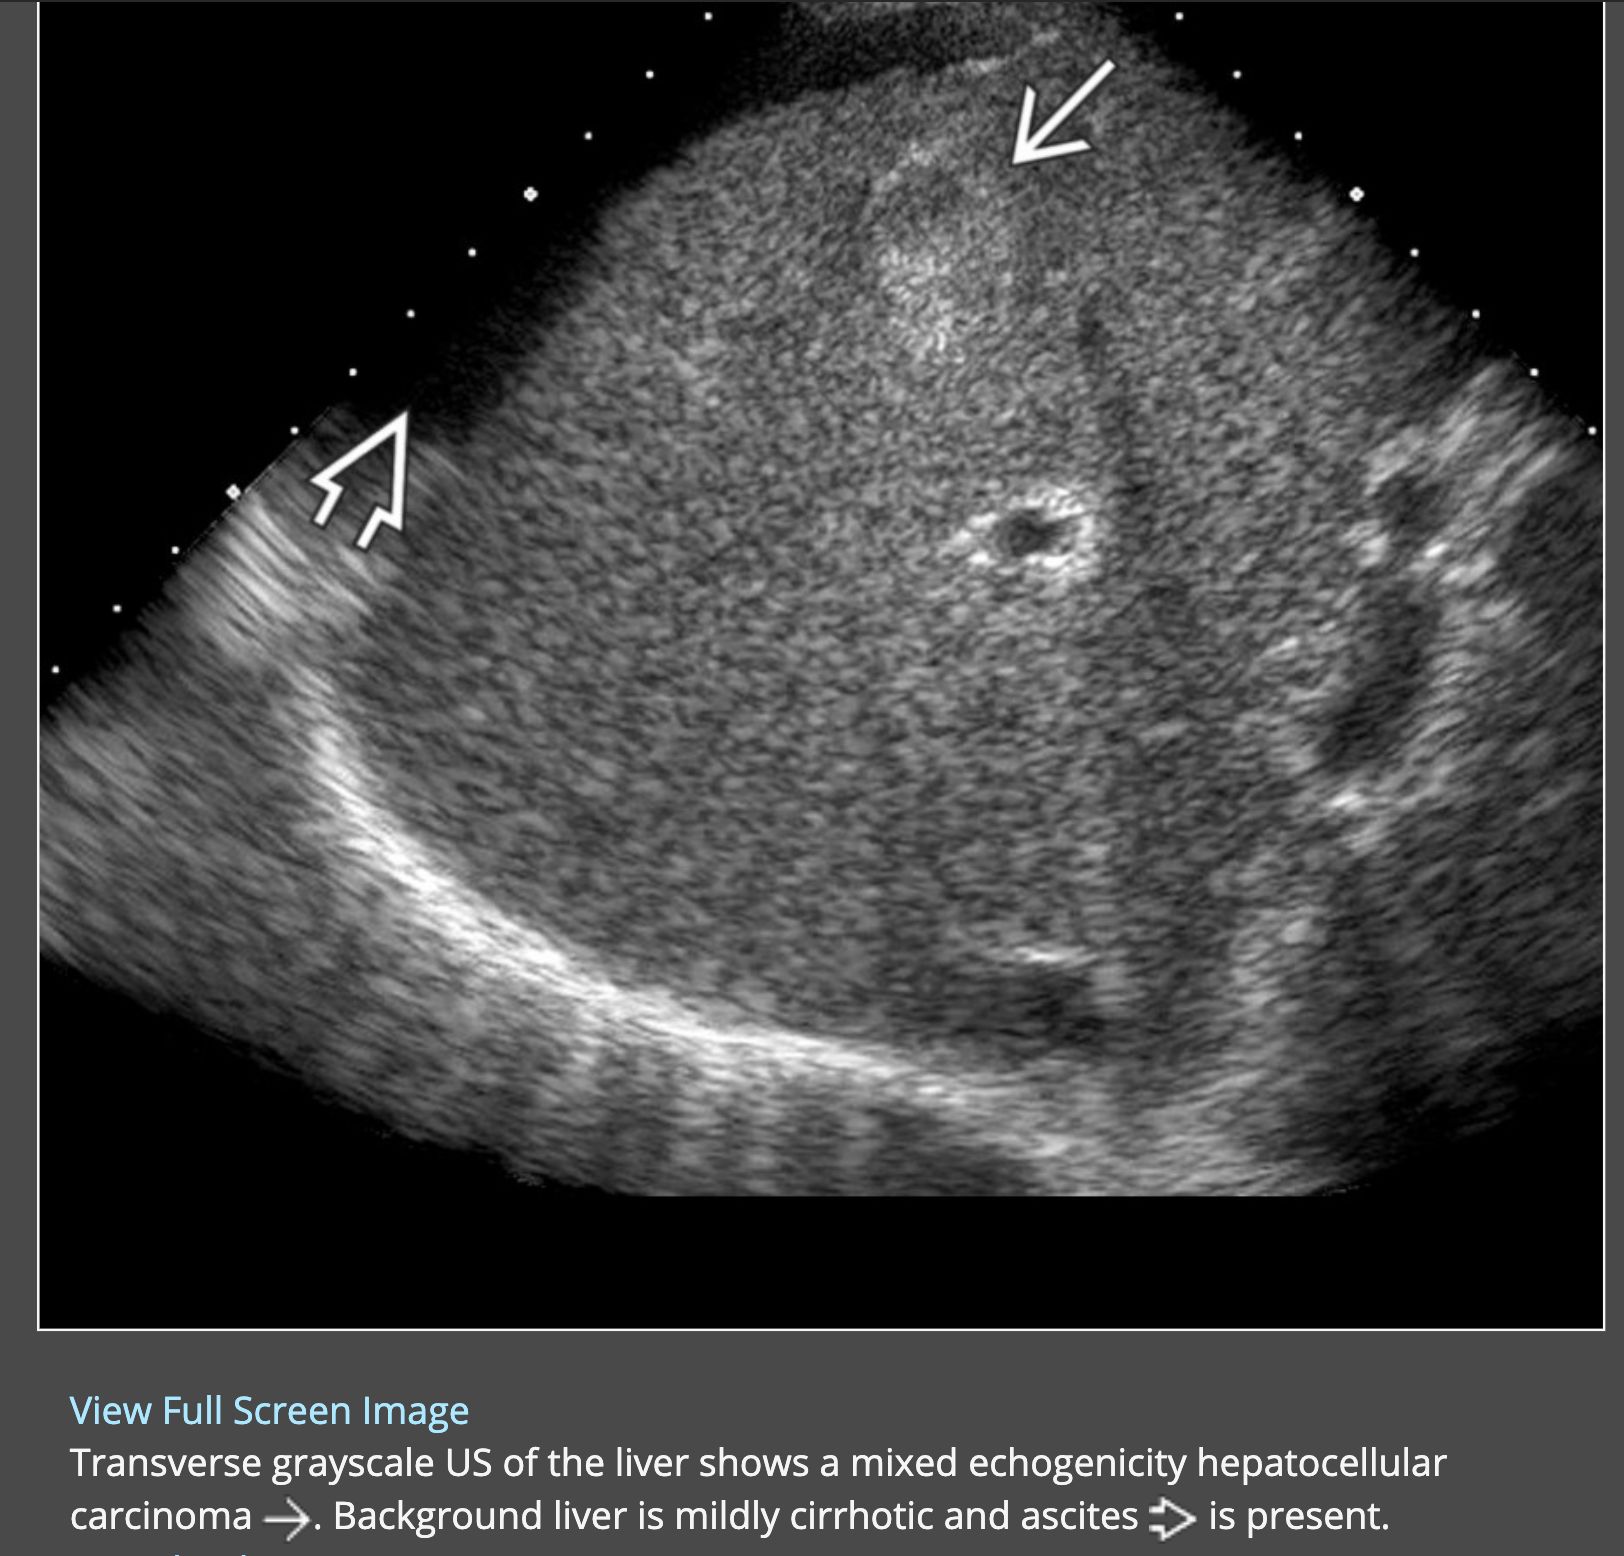 View Full Screen Image
Transverse grayscale US of the liver shows a mixed echogenicity hepatocellular
carcinoma →. Background liver is mildly cirrhotic and ascites ➩ is present.